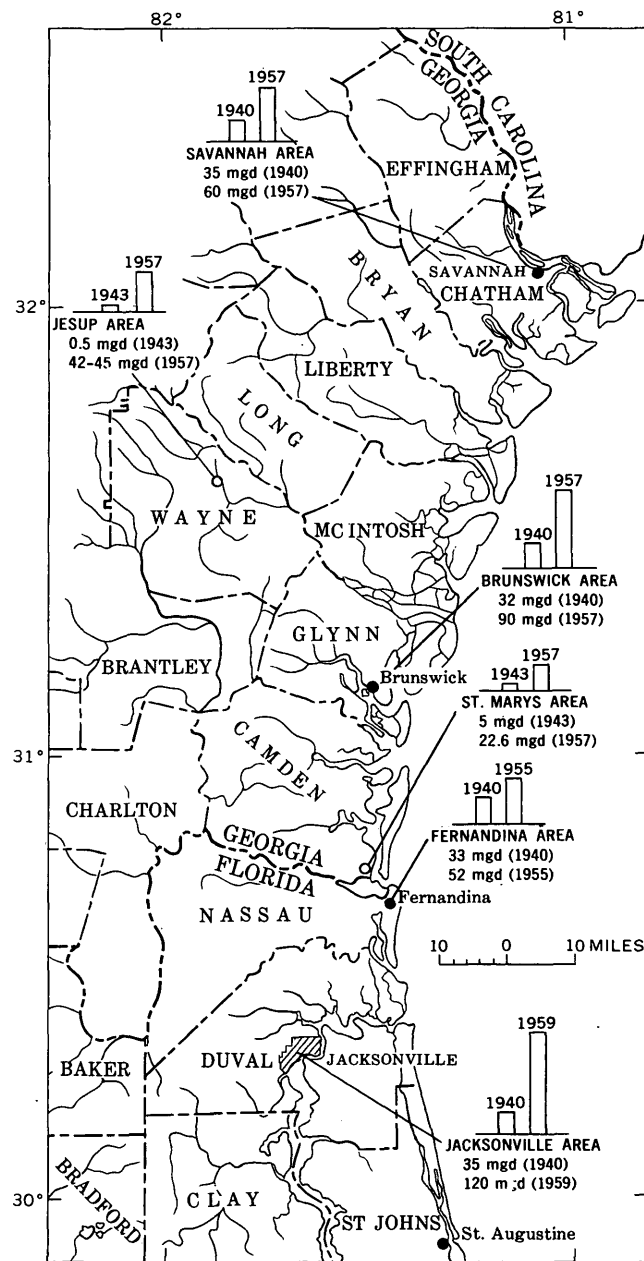 82°
81°
SOUTH CAROLINA
GEORGIA
1957
1940
SAVANNAH AREA
35 mgd (1940)
60 mgd (1957)
EFFINGHAM
SAVANNAH
CHATHAM
BRYAN
1957
1943
32°
JESUP AREA
0.5 mgd (1943)
42-45 mgd (1957)
LIBERTY
LONG
WAYNE
MCINTOSH
1957
1940
BRUNSWICK AREA
32 mgd (1940)
90 mgd (1957)
GLYNN
BRANTLEY
Brunswick
1957
1943
ST. MARYS AREA
5 mgd (1943)
22.6 mgd (1957)
31°
CAMDEN
CHARLTON
1955
1940
FERNANDINA AREA
33 mgd (1940)
52 mgd (1955)
GEORGIA
FLORIDA
Fernandina
NASSAU
10 0 10 MILES
BAKER
DUVAL
JACKSONVILLE
1959
1940
JACKSONVILLE AREA
35 mgd (1940)
120 m;d (1959)
BRADFORD
30°
CLAY
ST JOHNS
St. Augustine